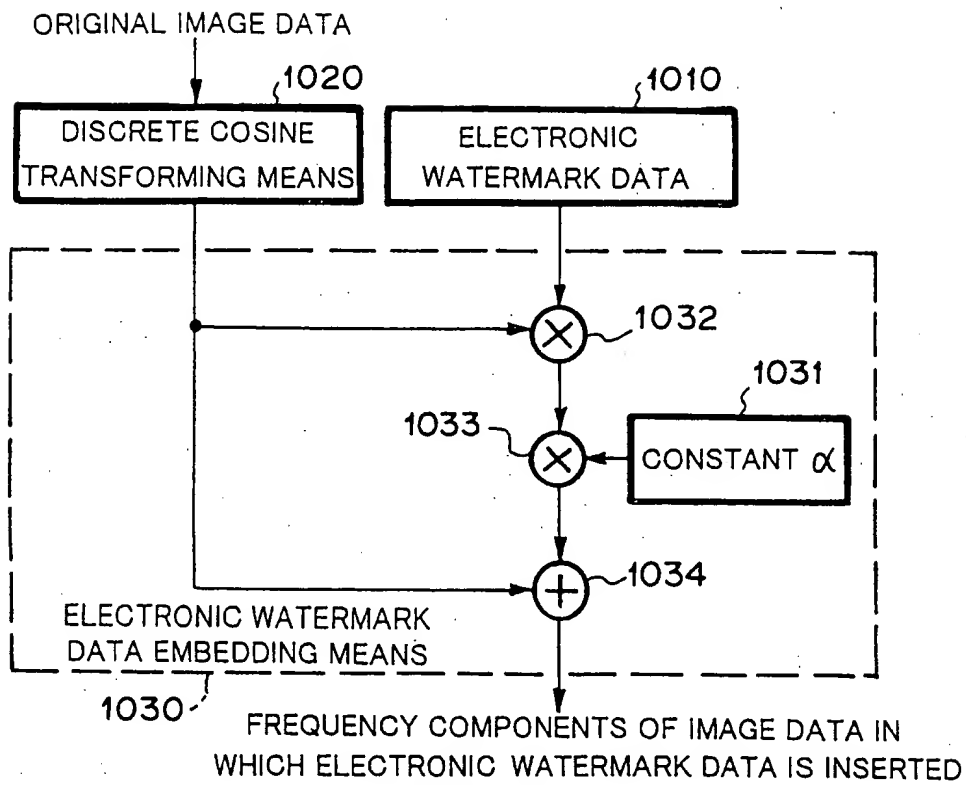 ORIGINAL IMAGE DATA
1020
1010
DISCRETE COSINE
TRANSFORMING MEANS
ELECTRONIC
WATERMARK DATA
1032
1031
1033
CONSTANT α
1034
ELECTRONIC WATERMARK
DATA EMBEDDING MEANS
1030
FREQUENCY COMPONENTS OF IMAGE DATA IN
WHICH ELECTRONIC WATERMARK DATA IS INSERTED